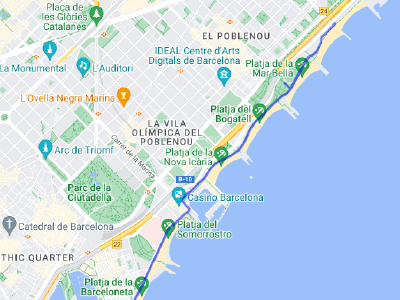 Plaça de
les Glòries
Catalanes
24
EL POBLENOU
La Monumental
L'Auditori
IDEAL Centre d'Arts
Digitals de Barcelona
Platja de la
Mar Bella
L'Ovella Negra Marina
Platja del
Bogatell
LA VILA
OLÍMPICA DEL
POBLENOU
Carrer de la Marina
Arc de Triomf
Platja de la
Nova Icària
B-10
Parc de la
Ciutadella
Casino Barcelona
Catedral de Barcelona
Platja del
Somorrostro
22
THIC QUARTER
Platja de la
Barceloneta